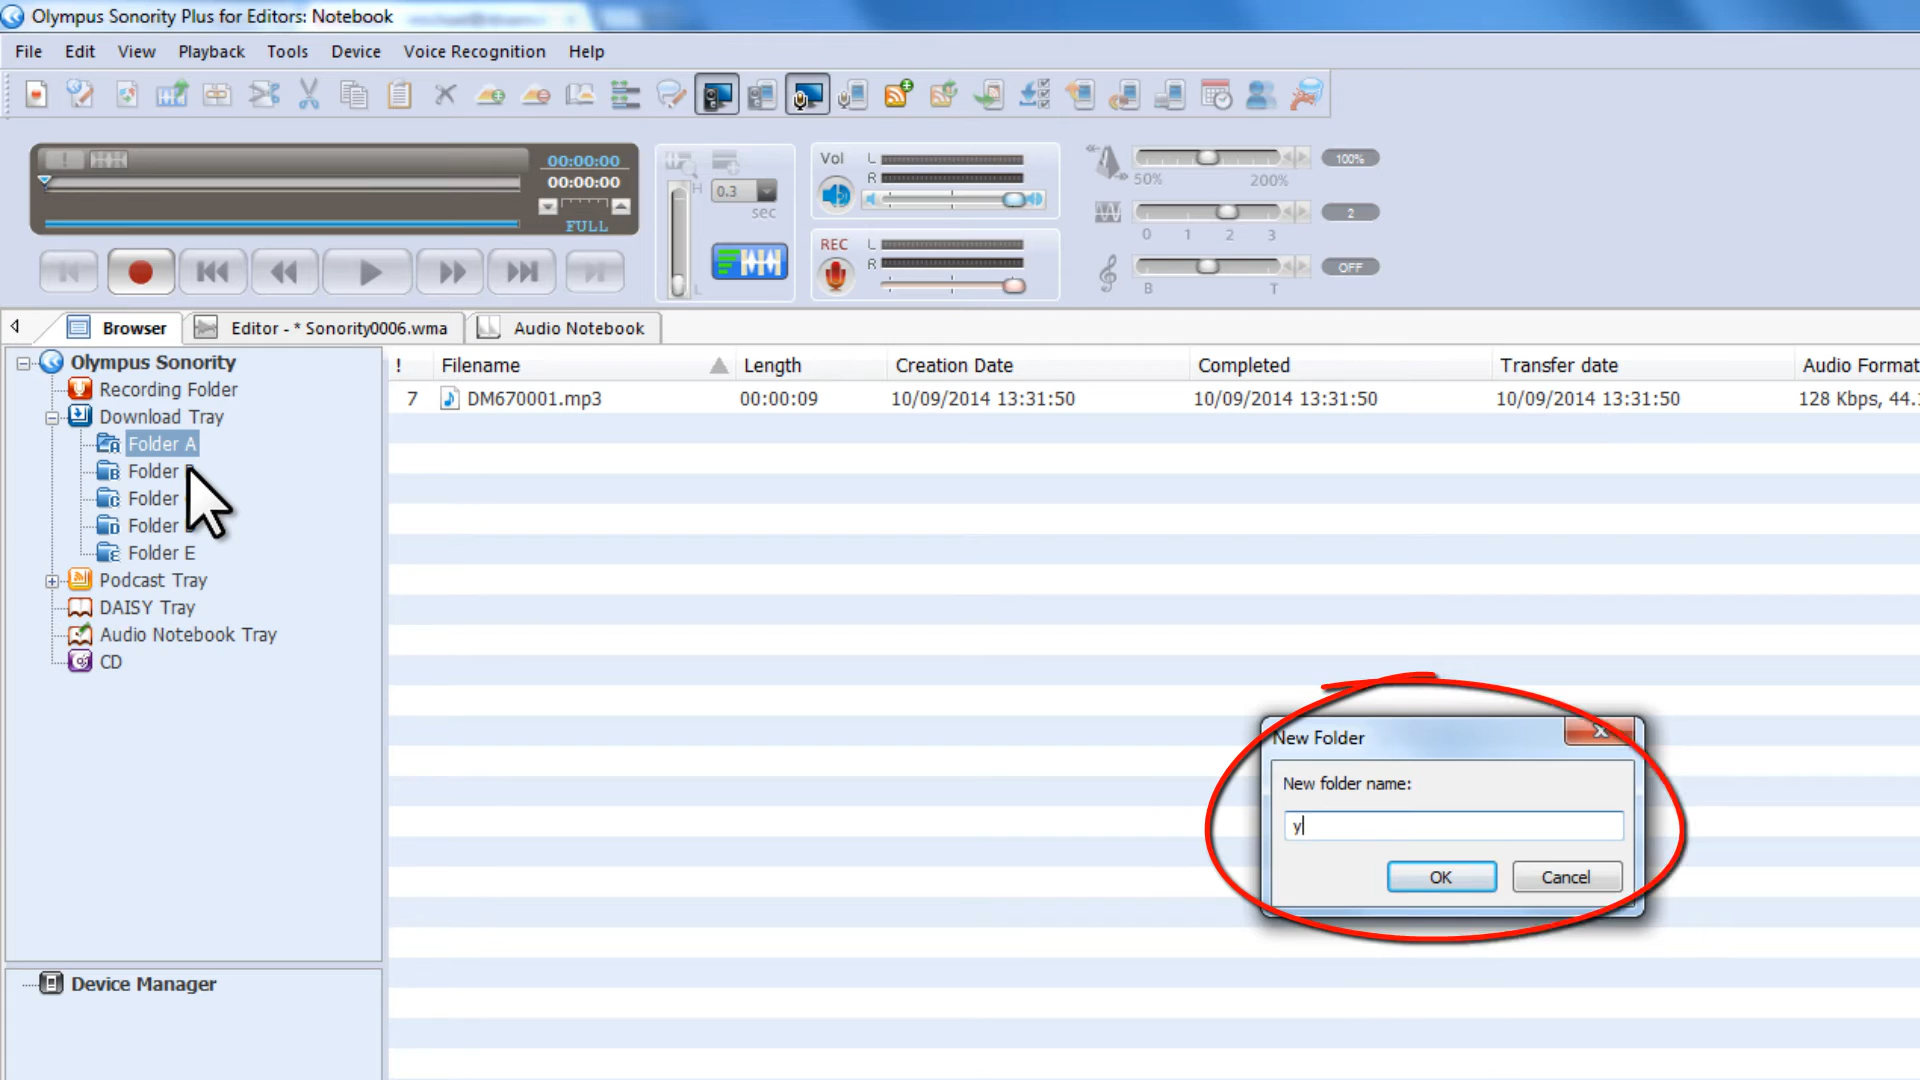 Olympus Sonority Plus for Editors: Notebook
File Edit View Playback Tools Device Voice Recognition Help
00:00:00
00:00:00
FULL
H
L
0.3
sec
Vol L
R
REC L
R
50% 200% 100%
0 1 2 3 2
B T OFF
Browser Editor - * Sonority0006.wma Audio Notebook
Olympus Sonority
Recording Folder
Download Tray
Folder A
Folder
Folder
Folder
Folder E
Podcast Tray
DAISY Tray
Audio Notebook Tray
CD
Device Manager
! Filename Length Creation Date Completed Transfer date Audio Format
7 DM670001.mp3 00:00:09 10/09/2014 13:31:50 10/09/2014 13:31:50 10/09/2014 13:31:50 128 Kbps, 44.
New Folder
New folder name:
y
OK Cancel